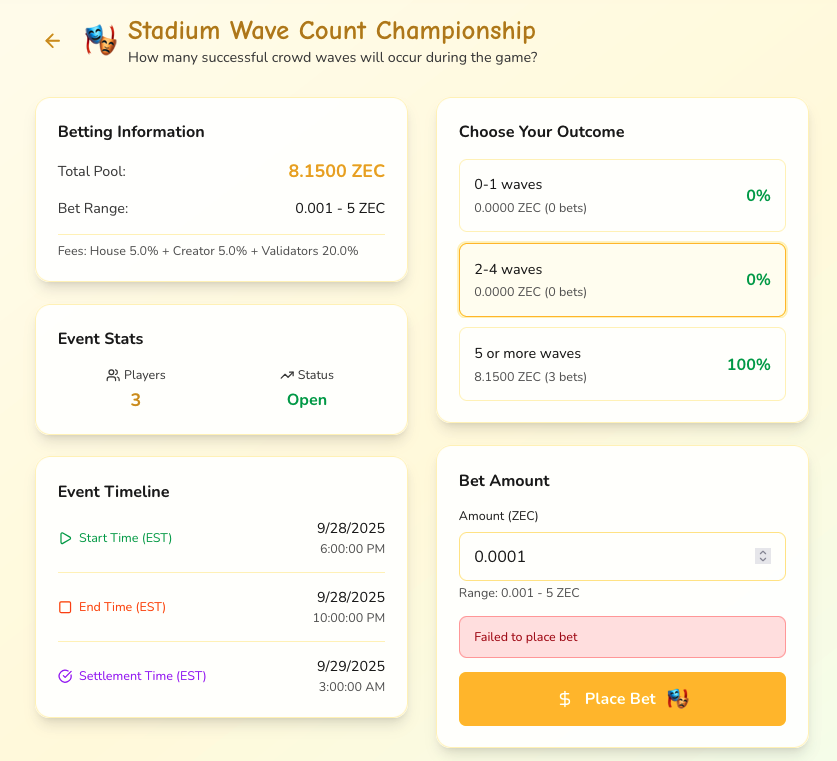 Stadium Wave Count Championship
How many successful crowd waves will occur during the game?
Betting Information
Total Pool: 8.1500 ZEC
Bet Range: 0.001 - 5 ZEC
Fees: House 5.0% + Creator 5.0% + Validators 20.0%
Event Stats
Players Status
3 Open
Event Timeline
Start Time (EST) 9/28/2025
6:00:00 PM
End Time (EST) 9/28/2025
10:00:00 PM
Settlement Time (EST) 9/29/2025
3:00:00 AM
Choose Your Outcome
0-1 waves 0%
0.0000 ZEC (0 bets)
2-4 waves 0%
0.0000 ZEC (0 bets)
5 or more waves 100%
8.1500 ZEC (3 bets)
Bet Amount
Amount (ZEC)
0.0001
Range: 0.001 - 5 ZEC
Failed to place bet
$ Place Bet